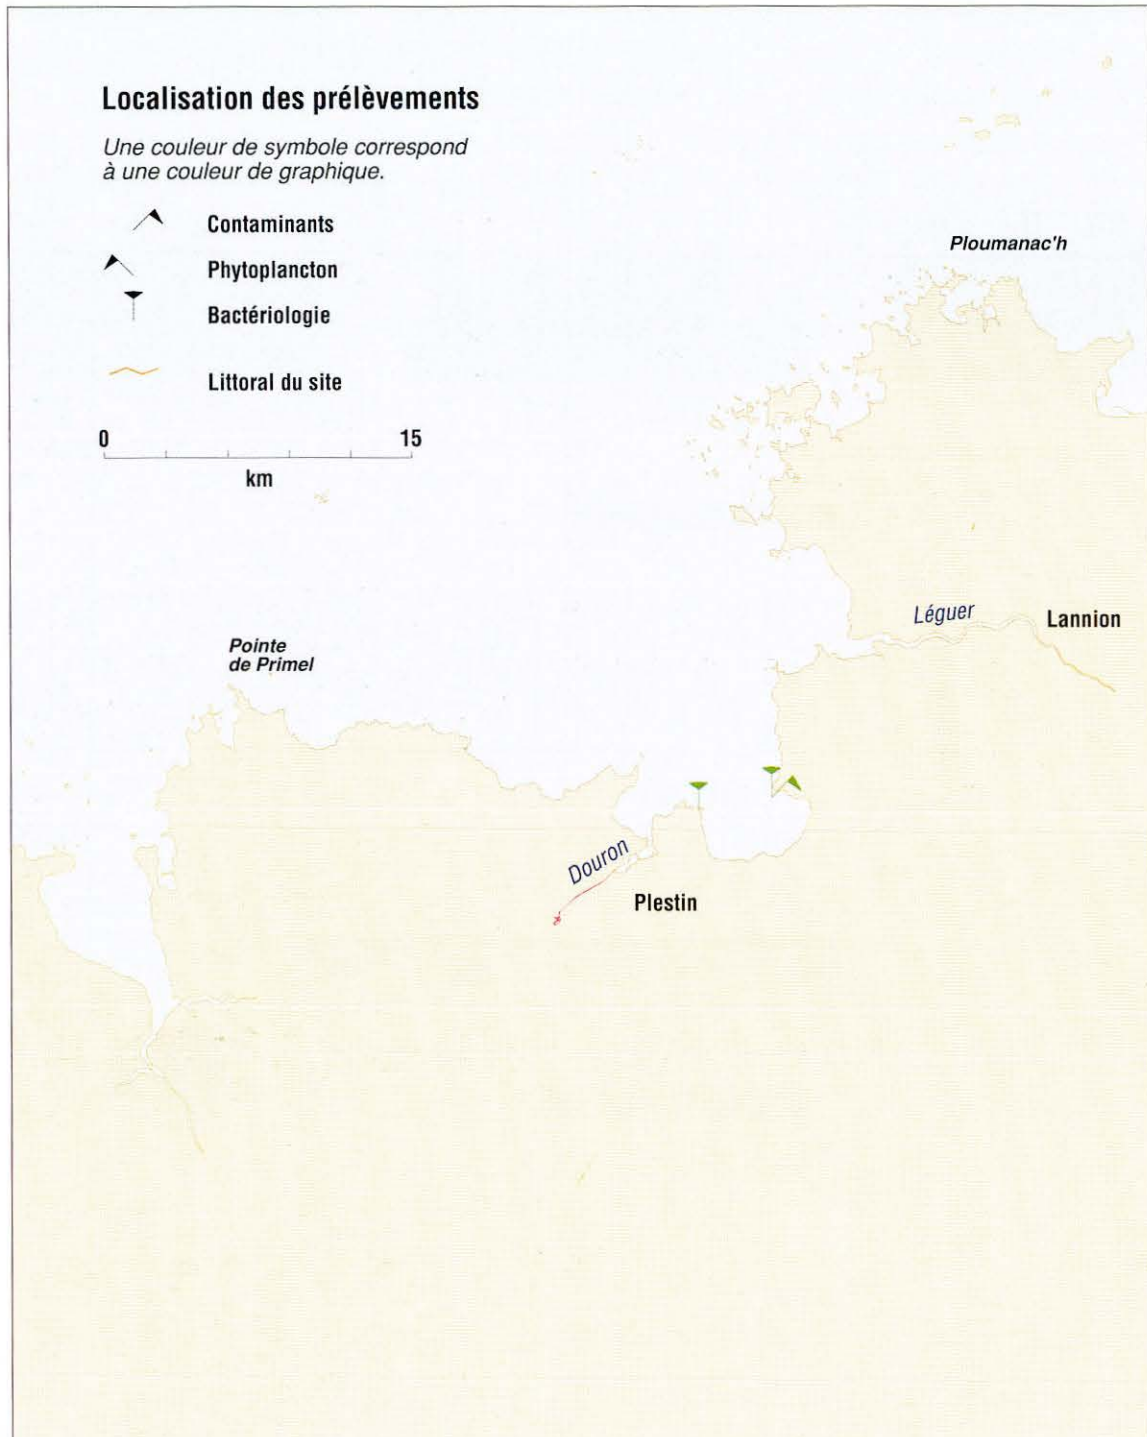 Localisation des prélèvements
Une couleur de symbole correspond
à une couleur de graphique.
Contaminants
Phytoplancton
Bactériologie
Littoral du site
0 15
km
Ploumanac'h
Léguer
Lannion
Pointe
de Primel
Douron
Plestin